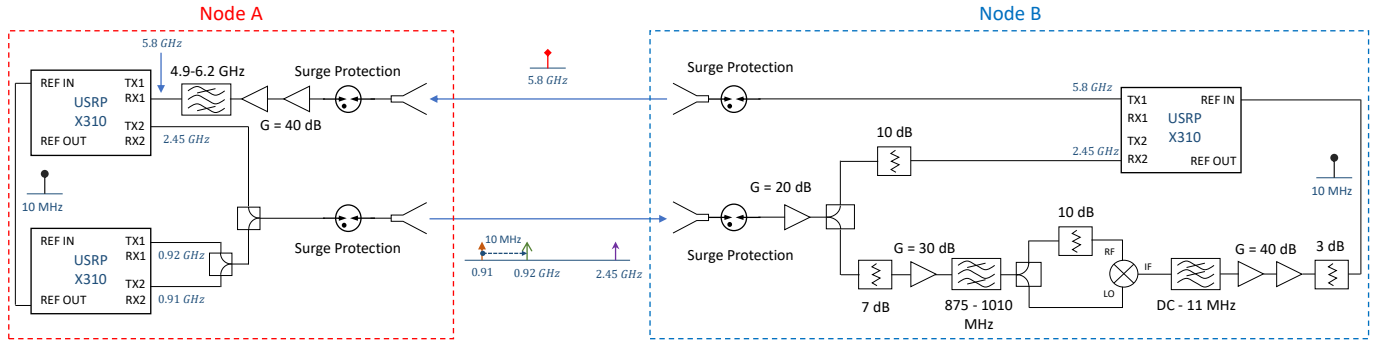 Node A
Node B
5.8 GHz
4.9-6.2 GHz
Surge Protection
REF IN
TX1
RX1
USRP
X310
TX2
REF OUT
RX2
G = 40 dB
2.45 GHz
10 MHz
REF IN
TX1
RX1
USRP
X310
TX2
REF OUT
RX2
0.92 GHz
0.91 GHz
Surge Protection
5.8 GHz
10 MHz
0.91
0.92 GHz
2.45 GHz
Surge Protection
5.8 GHz
TX1
REF IN
RX1
USRP
X310
TX2
RX2
REF OUT
10 dB
2.45 GHz
10 MHz
G = 20 dB
Surge Protection
7 dB
G = 30 dB
875 - 1010
MHz
10 dB
RF
LO
IF
DC - 11 MHz
G = 40 dB
3 dB